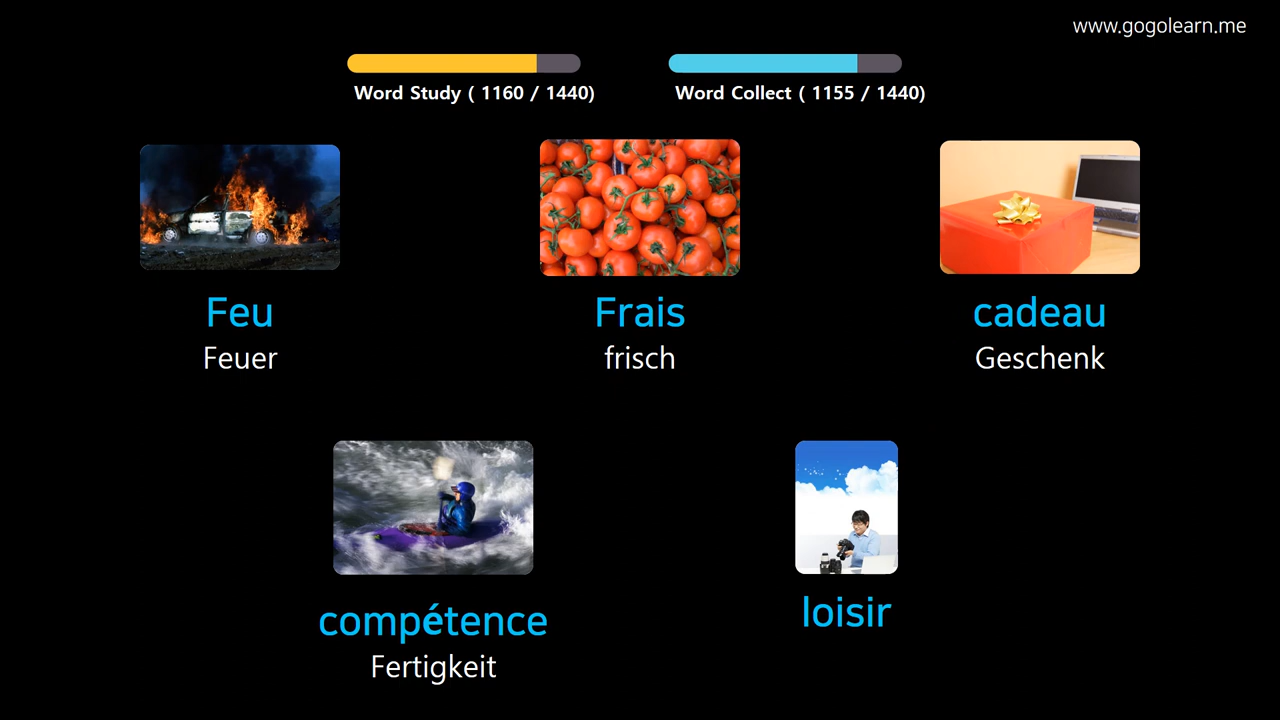 www.gogolearn.me
Word Study ( 1160 / 1440)
Word Collect ( 1155 / 1440)
Feu
Feuer
Frais
frisch
cadeau
Geschenk
compétence
Fertigkeit
loisir